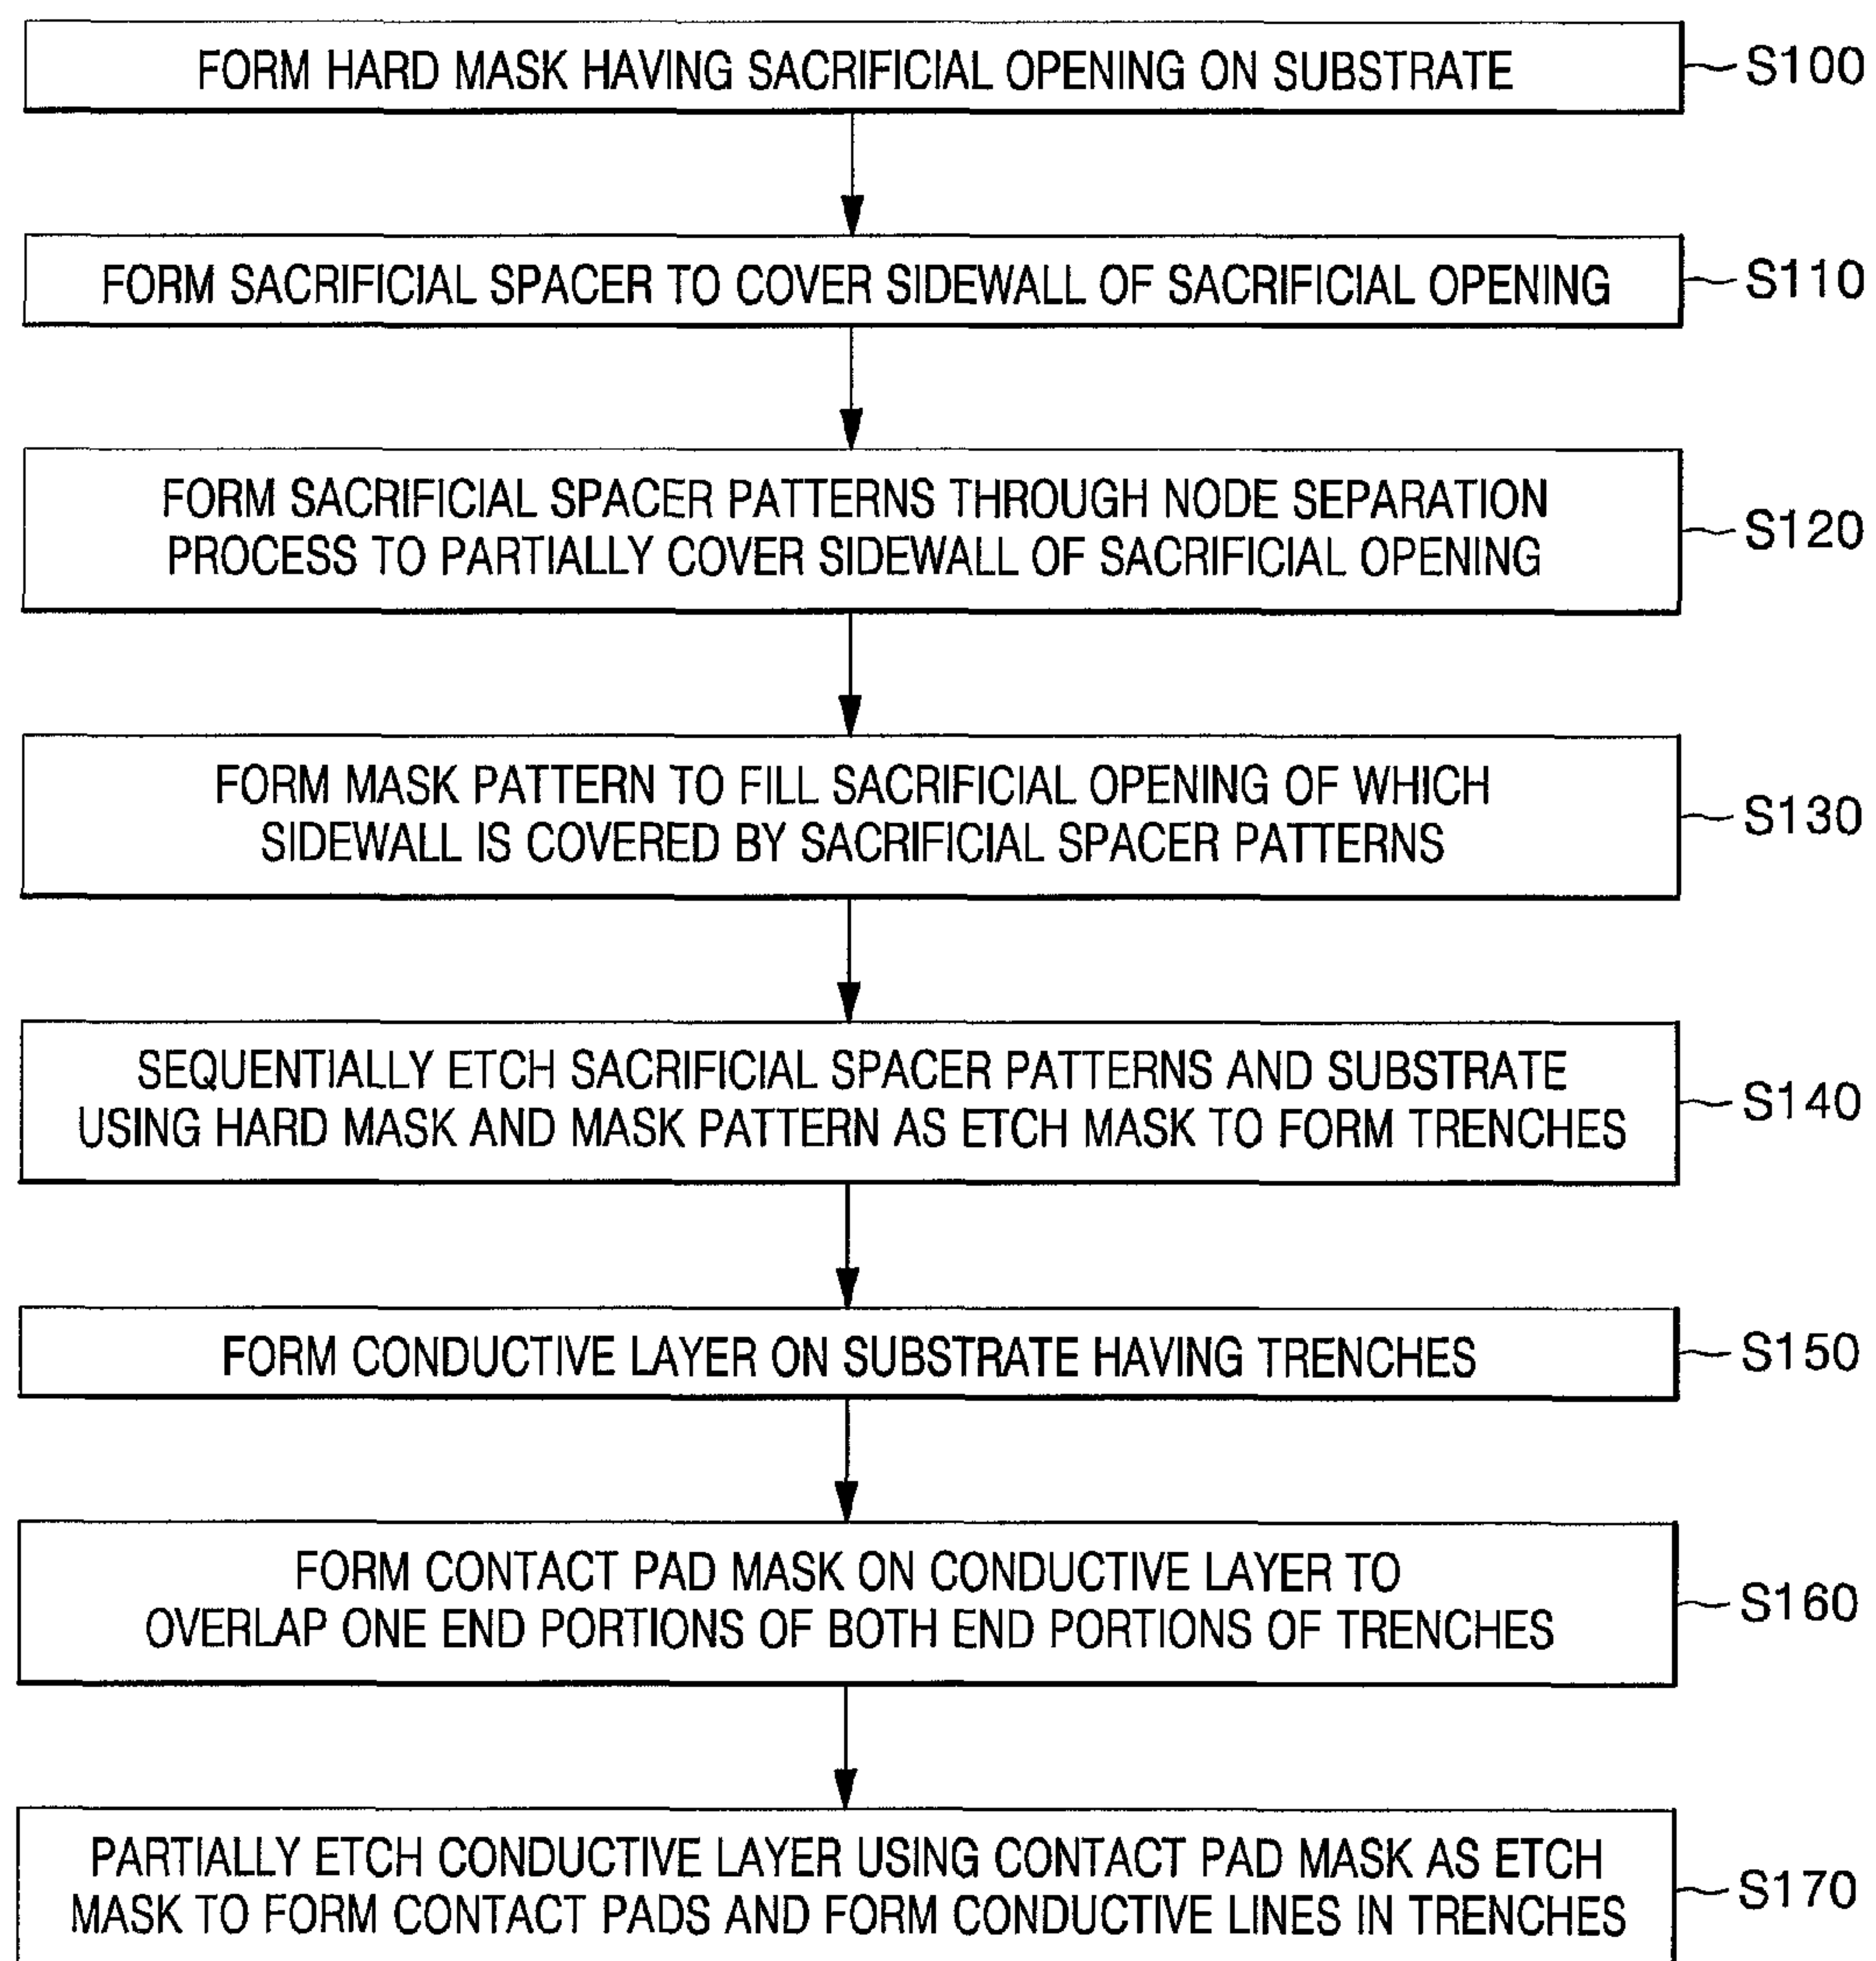 FORM HARD MASK HAVING SACRIFICIAL OPENING ON SUBSTRATE
S100
FORM SACRIFICIAL SPACER TO COVER SIDEWALL OF SACRIFICIAL OPENING
S110
FORM SACRIFICIAL SPACER PATTERNS THROUGH NODE SEPARATION
PROCESS TO PARTIALLY COVER SIDEWALL OF SACRIFICIAL OPENING
S120
FORM MASK PATTERN TO FILL SACRIFICIAL OPENING OF WHICH
SIDEWALL IS COVERED BY SACRIFICIAL SPACER PATTERNS
S130
SEQUENTIALLY ETCH SACRIFICIAL SPACER PATTERNS AND SUBSTRATE
USING HARD MASK AND MASK PATTERN AS ETCH MASK TO FORM TRENCHES
S140
FORM CONDUCTIVE LAYER ON SUBSTRATE HAVING TRENCHES
S150
FORM CONTACT PAD MASK ON CONDUCTIVE LAYER TO
OVERLAP ONE END PORTIONS OF BOTH END PORTIONS OF TRENCHES
S160
PARTIALLY ETCH CONDUCTIVE LAYER USING CONTACT PAD MASK AS ETCH
MASK TO FORM CONTACT PADS AND FORM CONDUCTIVE LINES IN TRENCHES
S170